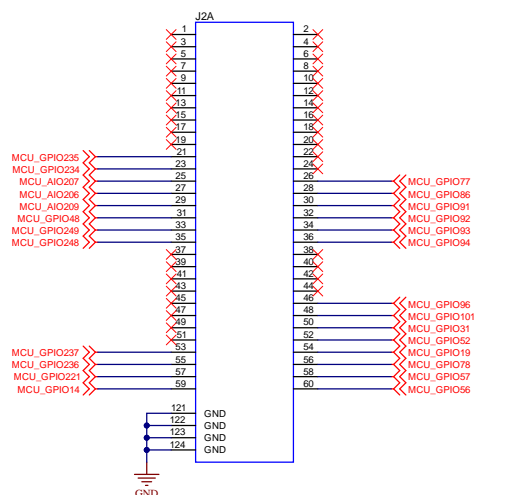 J2A
1 2
3 4
5 6
7 8
9 10
11 12
13 14
15 16
17 18
19 20
MCU_GPIO235 21 22
MCU_GPIO234 23 24
MCU_AIO207 25 26 MCU_GPIO77
MCU_AIO206 27 28 MCU_GPIO86
MCU_AIO209 29 30 MCU_GPIO91
MCU_GPIO48 31 32 MCU_GPIO92
MCU_GPIO249 33 34 MCU_GPIO93
MCU_GPIO248 35 36 MCU_GPIO94
37 38
39 40
41 42
43 44
45 46 MCU_GPIO96
47 48 MCU_GPIO101
49 50 MCU_GPIO31
51 52 MCU_GPIO52
MCU_GPIO237 53 54 MCU_GPIO19
MCU_GPIO236 55 56 MCU_GPIO78
MCU_GPIO221 57 58 MCU_GPIO57
MCU_GPIO14 59 60 MCU_GPIO56
121 GND
122 GND
123 GND
124 GND
GND